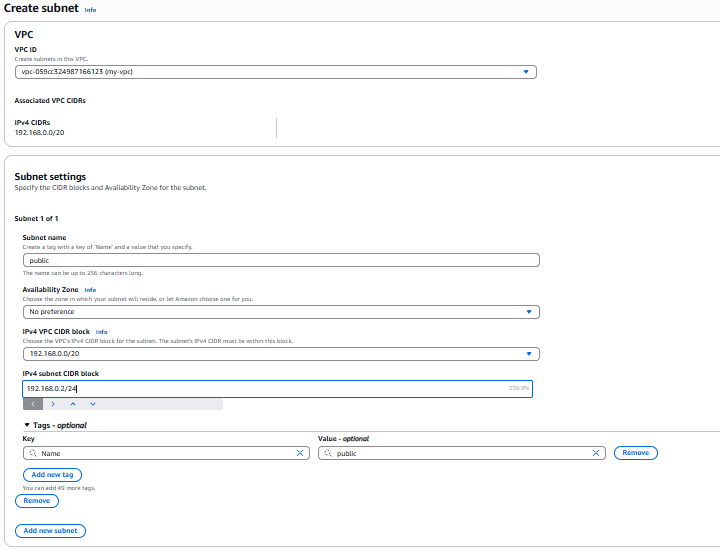 Create subnet Info
VPC
VPC ID
Create subnets in this VPC.
vpc-059cc324987166123 (my-vpc)
Associated VPC CIDRs
IPv4 CIDRs
192.168.0.0/20
Subnet settings
Specify the CIDR blocks and Availability Zone for the subnet.
Subnet 1 of 1
Subnet name
Create a tag with a key of 'Name' and a value that you specify.
public
The name can be up to 256 characters long.
Availability Zone Info
Choose the zone in which your subnet will reside, or let Amazon choose one for you.
No preference
IPv4 VPC CIDR block Info
Choose the VPC's IPv4 CIDR block for the subnet. The subnet's IPv4 CIDR must lie within this block.
192.168.0.0/20
IPv4 subnet CIDR block
192.168.0.2/24 256 IPs
Tags - optional
Key Value - optional
Name public Remove
Add new tag
You can add 49 more tags.
Remove
Add new subnet